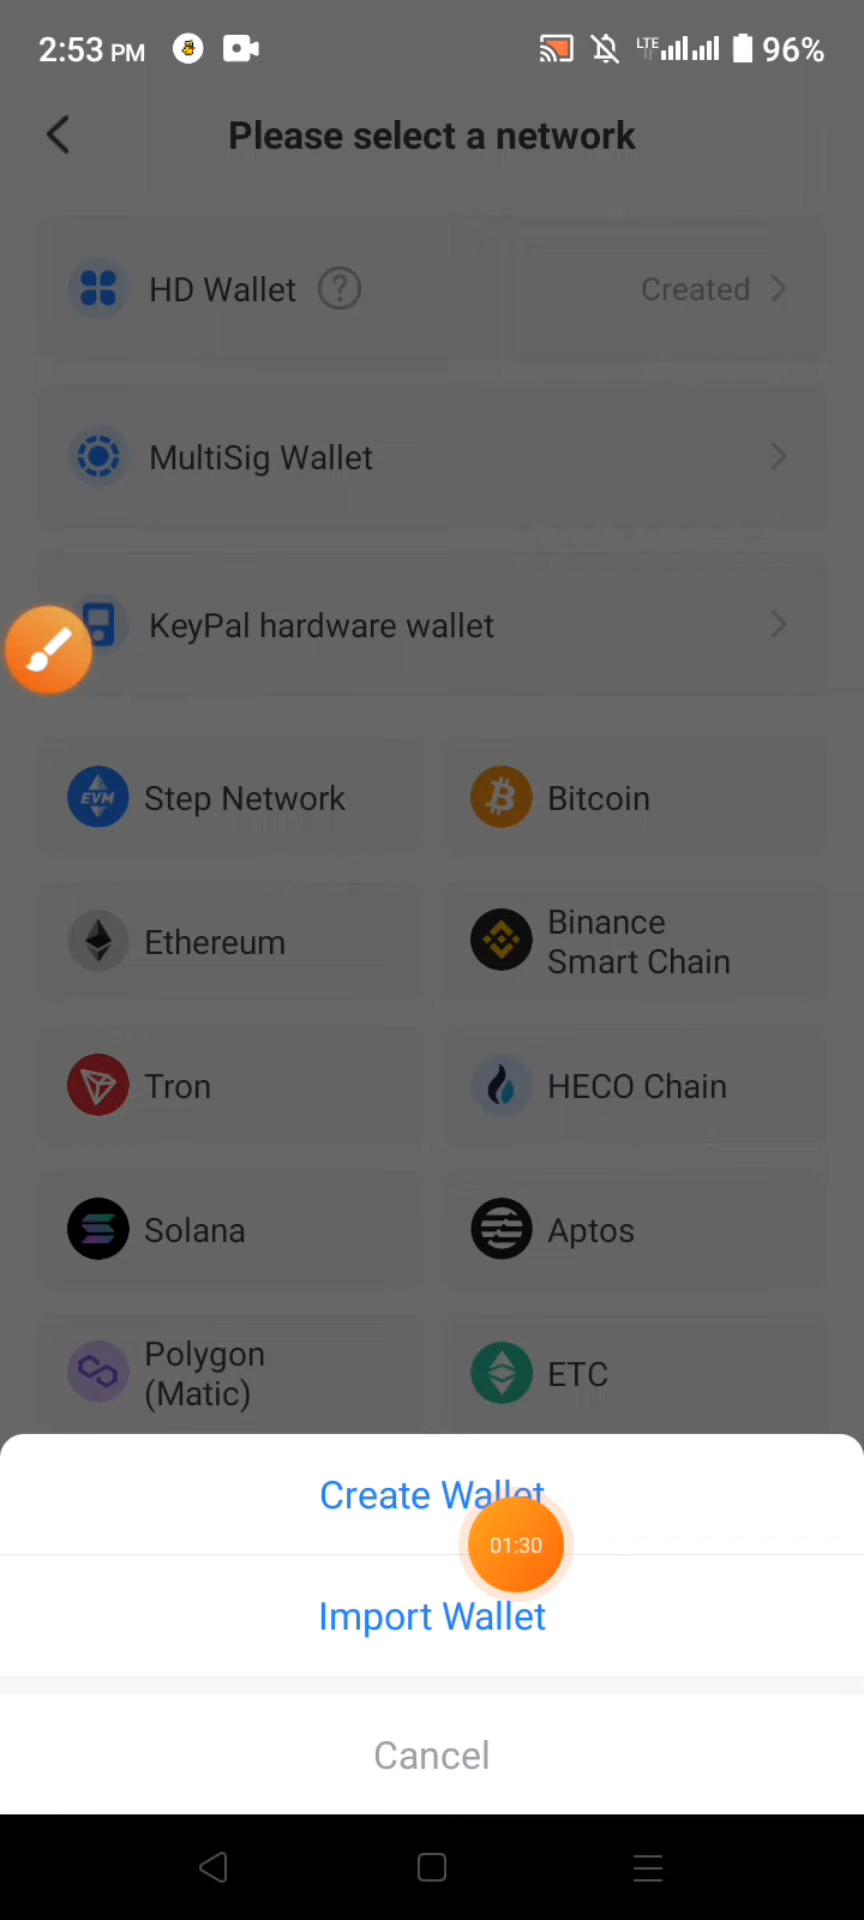 2:53 PM
LTE
96%
Please select a network
HD Wallet ?
Created
MultiSig Wallet
KeyPal hardware wallet
EVM
Step Network
Bitcoin
Ethereum
Binance
Smart Chain
Tron
HECO Chain
Solana
Aptos
Polygon
(Matic)
ETC
Create Wallet
01:30
Import Wallet
Cancel